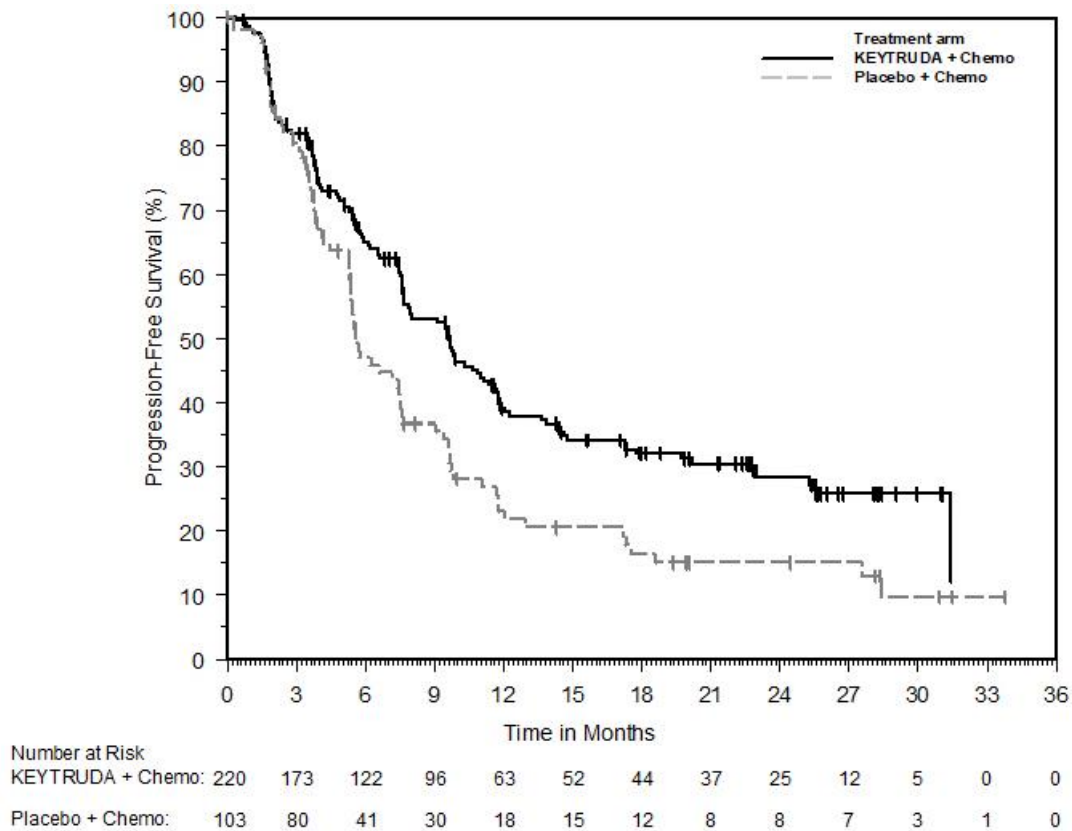 Treatment arm
KEYTRUDA + Chemo
Placebo + Chemo
Progression-Free Survival (%)
100
90
80
70
60
50
40
30
20
10
0
0 3 6 9 12 15 18 21 24 27 30 33 36
Time in Months
Number at Risk
KEYTRUDA + Chemo: 220 173 122 96 63 52 44 37 25 12 5 0 0
Placebo + Chemo: 103 80 41 30 18 15 12 8 8 7 3 1 0